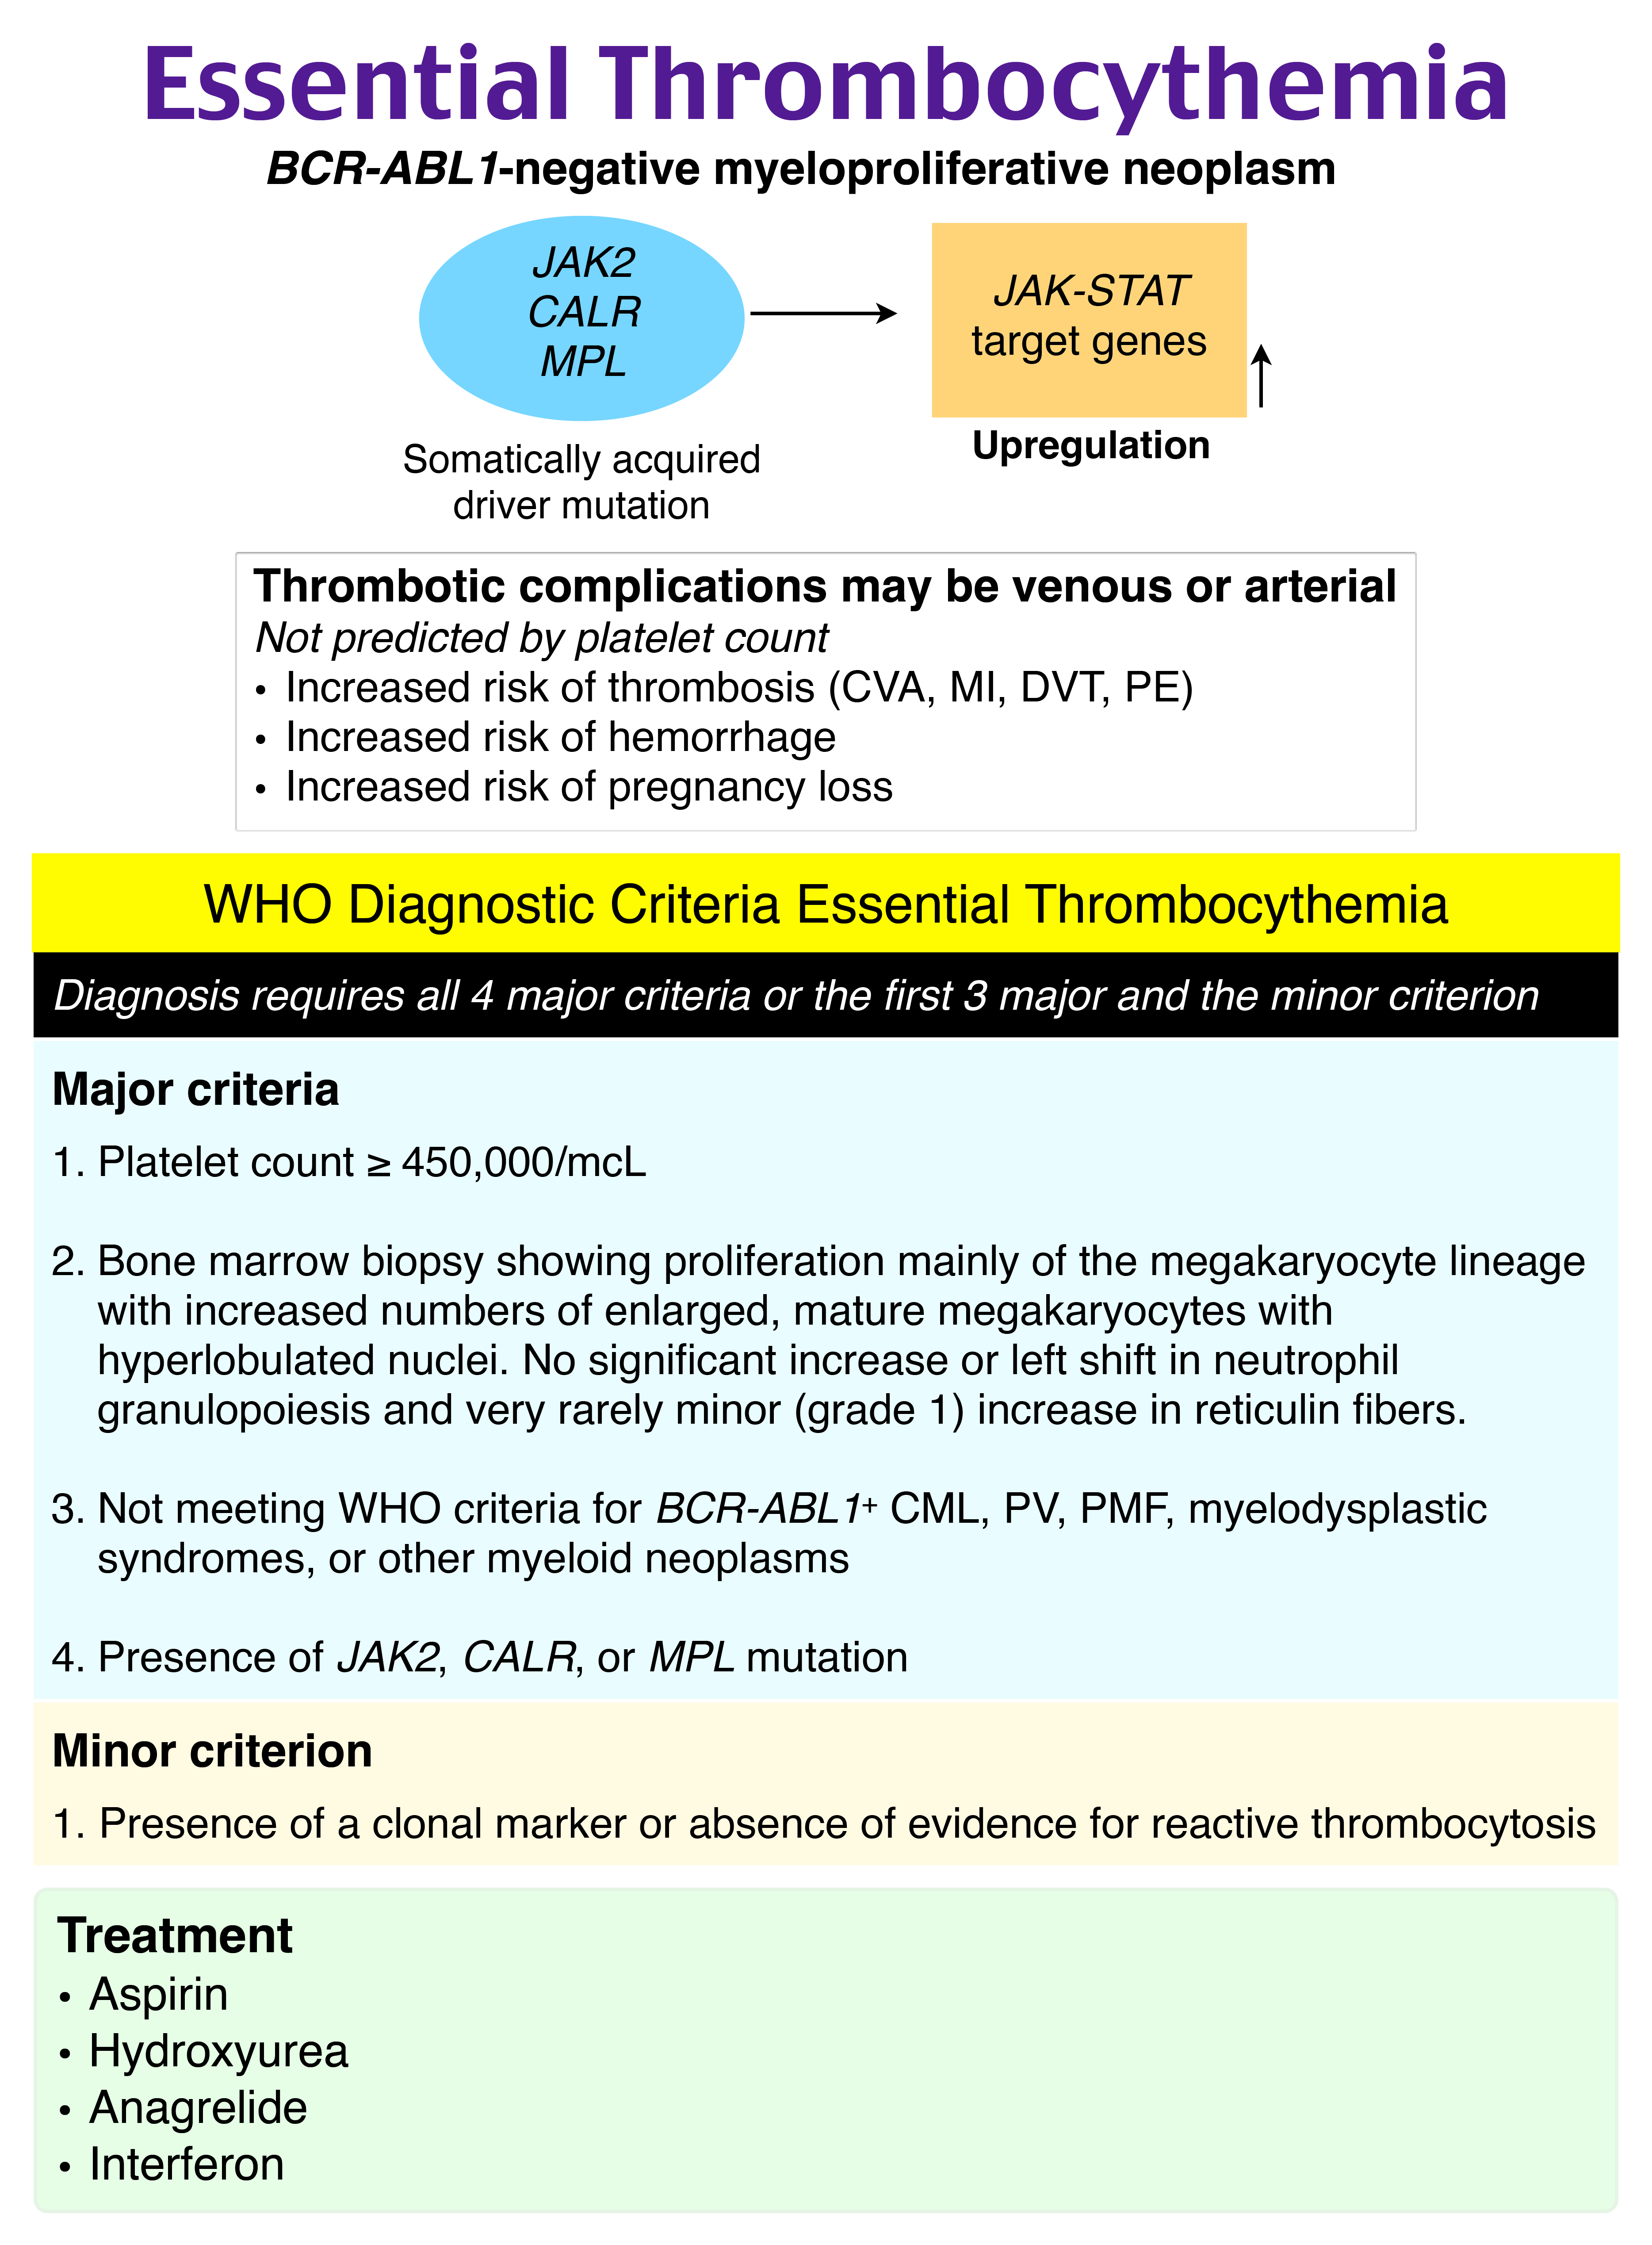 Essential Thrombocythemia
BCR-ABL1-negative myeloproliferative neoplasm
JAK2
CALR
MPL
Somatically acquired
driver mutation
JAK-STAT
target genes
Upregulation
Thrombotic complications may be venous or arterial
Not predicted by platelet count
• Increased risk of thrombosis (CVA, MI, DVT, PE)
• Increased risk of hemorrhage
• Increased risk of pregnancy loss
WHO Diagnostic Criteria Essential Thrombocythemia
Diagnosis requires all 4 major criteria or the first 3 major and the minor criterion
Major criteria
1. Platelet count ≥ 450,000/mcL
2. Bone marrow biopsy showing proliferation mainly of the megakaryocyte lineage
with increased numbers of enlarged, mature megakaryocytes with
hyperlobulated nuclei. No significant increase or left shift in neutrophil
granulopoiesis and very rarely minor (grade 1) increase in reticulin fibers.
3. Not meeting WHO criteria for BCR-ABL1⁺ CML, PV, PMF, myelodysplastic
syndromes, or other myeloid neoplasms
4. Presence of JAK2, CALR, or MPL mutation
Minor criterion
1. Presence of a clonal marker or absence of evidence for reactive thrombocytosis
Treatment
• Aspirin
• Hydroxyurea
• Anagrelide
• Interferon